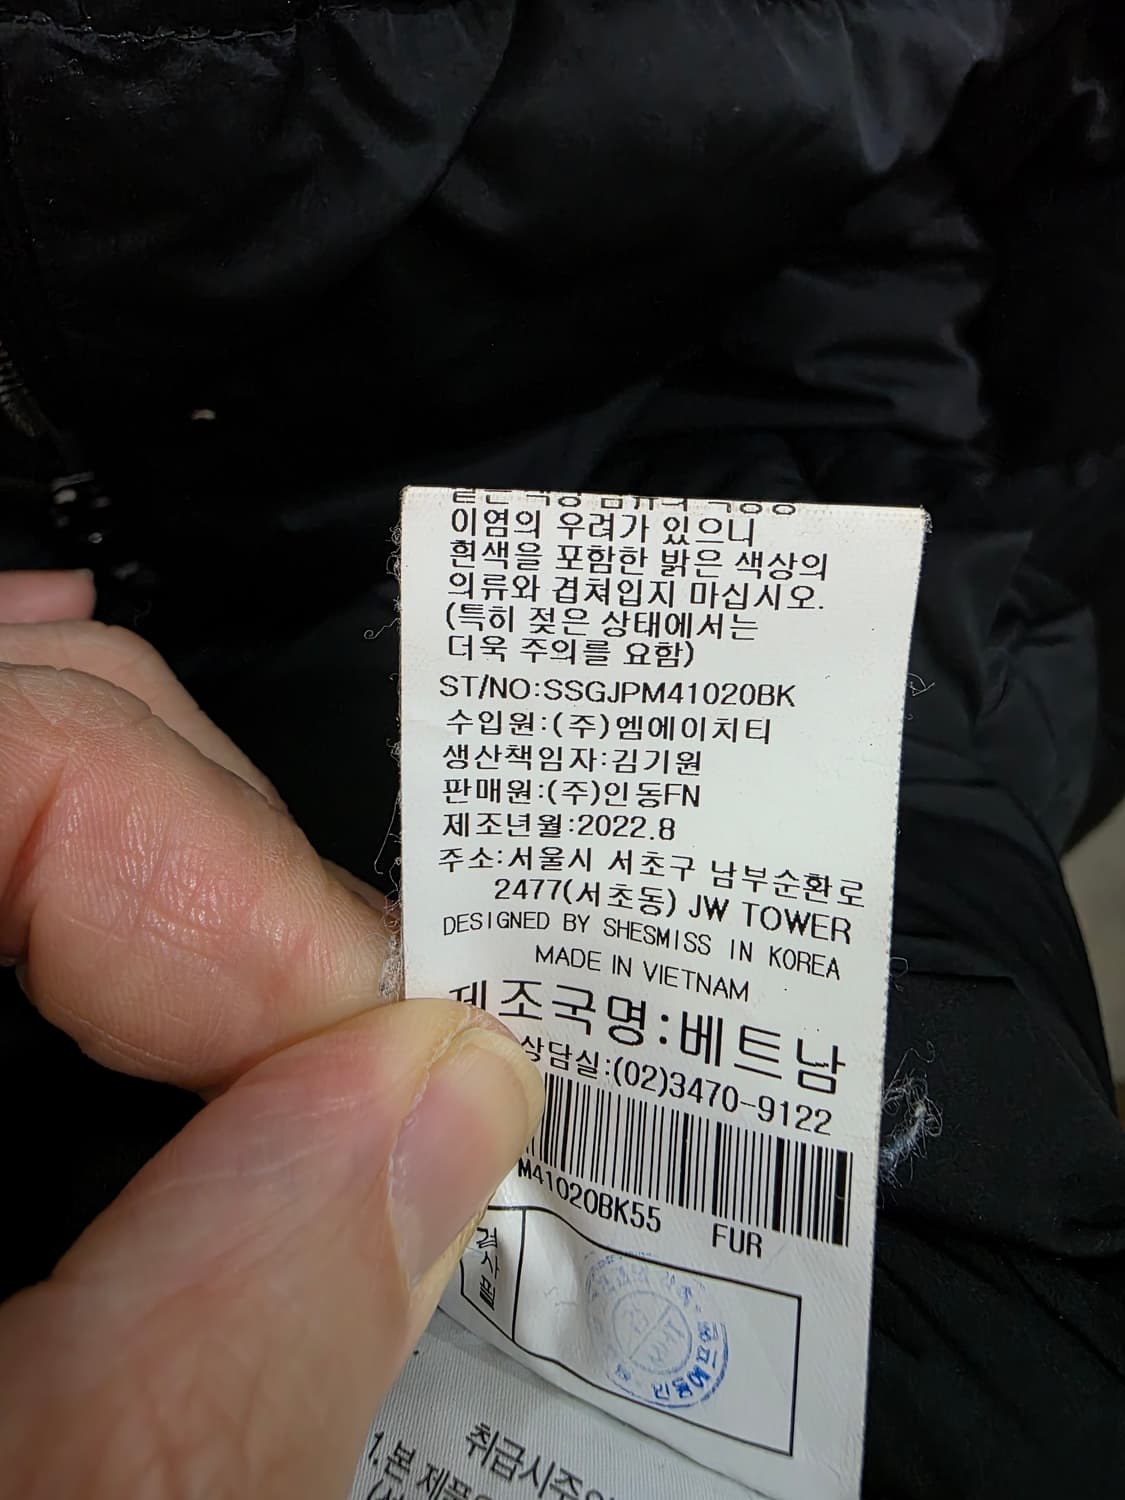 이염의 우려가 있으니
흰색을 포함한 밝은 색상의
의류와 겹쳐입지 마십시오.
(특히 젖은 상태에서는
더욱 주의를 요함)
ST/NO:SSGJPM41020BK
수입원:(주)엠에이치티
생산책임자:김기원
판매원:(주)인동FN
제조년월:2022.8
주소:서울시 서초구 남부순환로
2477(서초동) JW TOWER
DESIGNED BY SHESMISS IN KOREA
MADE IN VIETNAM
제조국명:베트남
상담실:(02)3470-9122
M41020BK55 FUR
검사필
취급시주의
1.본 제품